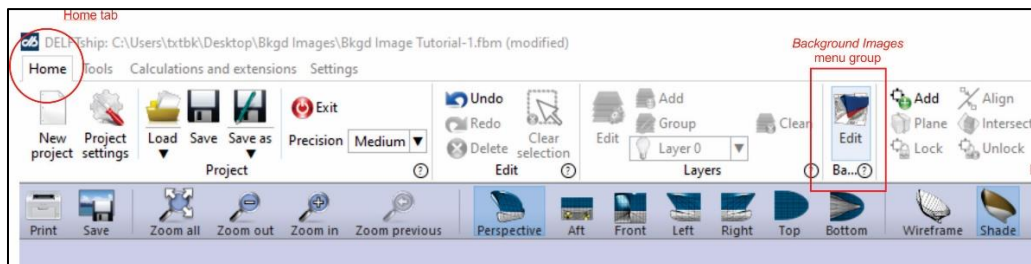 Home tab
DELFTship: C:\Users\txtbk\Desktop\Bkgd Images\Bkgd Image Tutorial-1.fbm (modified)
Background Images
menu group
Home Tools Calculations and extensions Settings
New project
Project settings
Load
Save
Save as
Exit
Precision Medium
Project
Undo
Redo
Delete
Clear selection
Edit
Edit
Add
Group
Layer 0
Clear
Layers
Edit
Ba...
Add
Align
Plane
Intersect
Lock
Unlock
Print
Save
Zoom all
Zoom out
Zoom in
Zoom previous
Perspective
Aft
Front
Left
Right
Top
Bottom
Wireframe
Shade